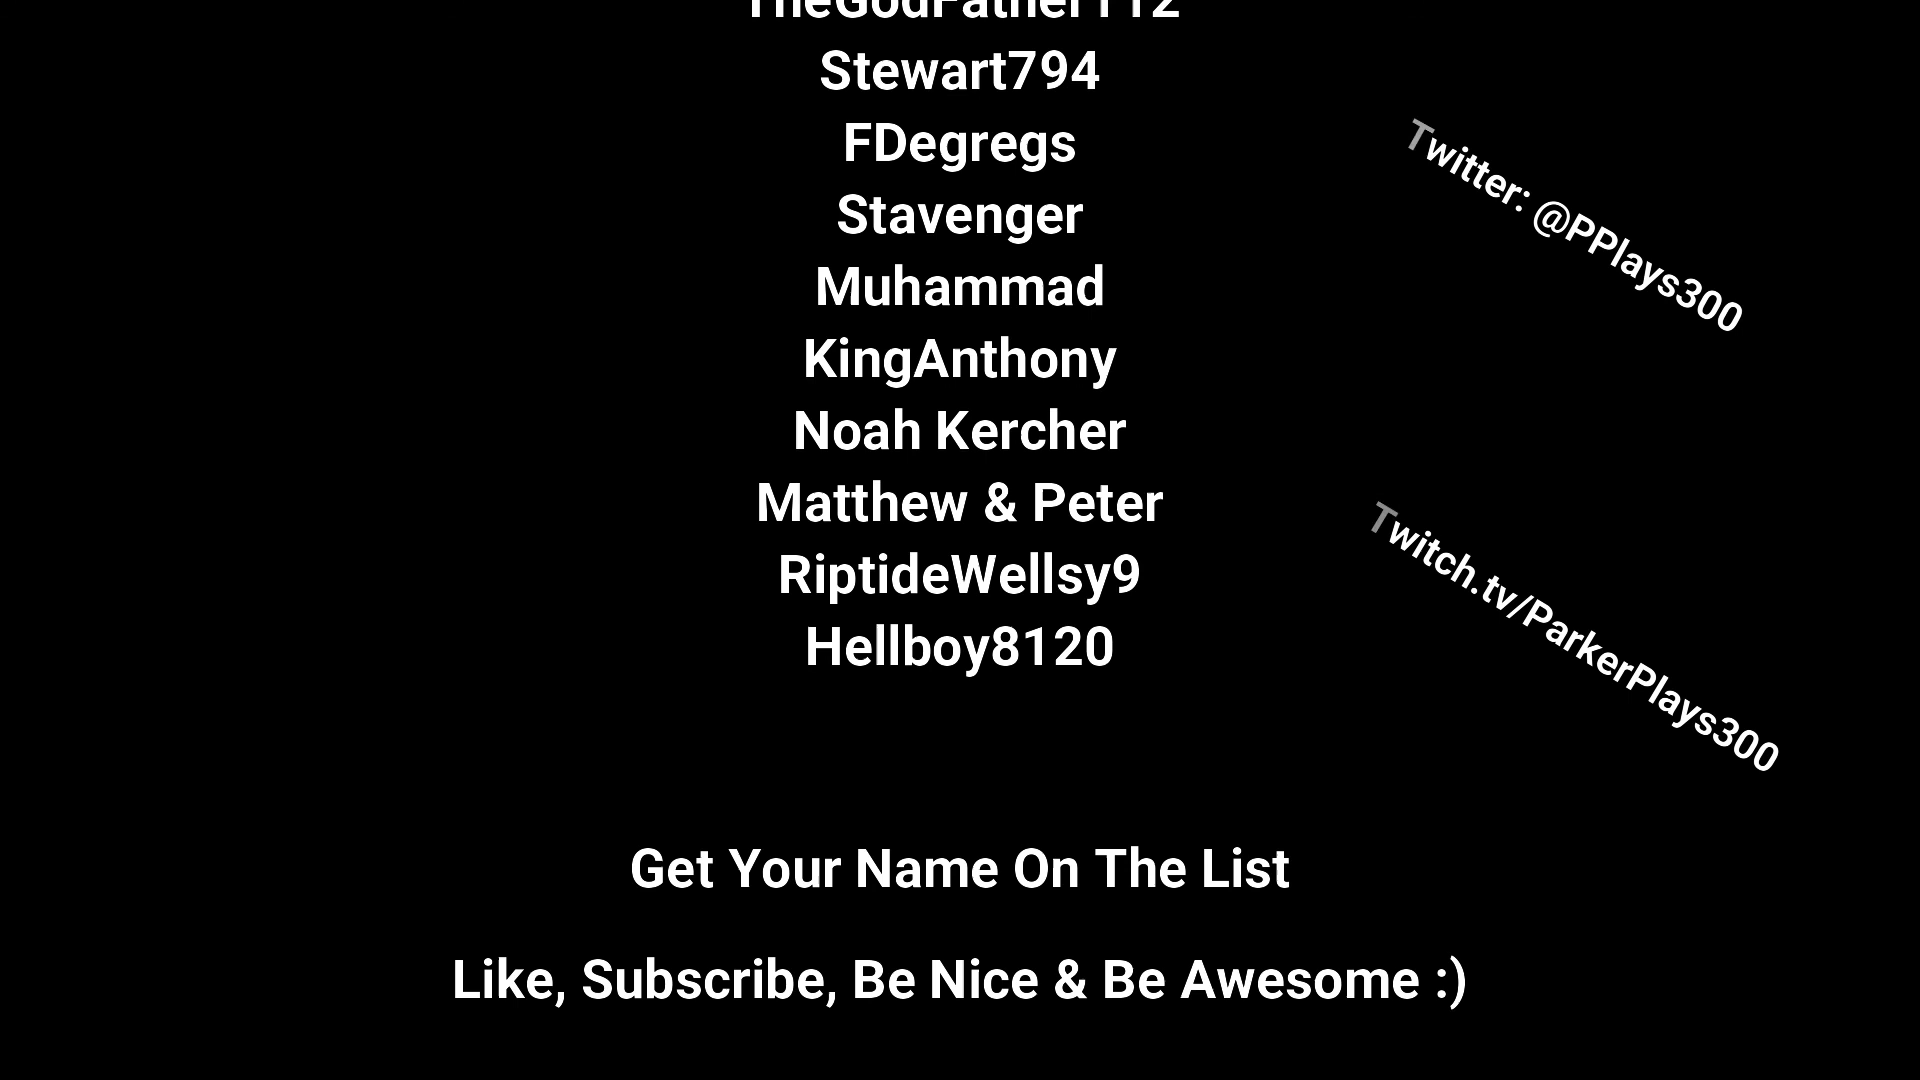 TheGodFather112
Stewart794
FDegregs
Stavenger
Muhammad
KingAnthony
Noah Kercher
Matthew & Peter
RiptideWellsy9
Hellboy8120
Twitter: @PPlays300
Twitch.tv/ParkerPlays300
Get Your Name On The List
Like, Subscribe, Be Nice & Be Awesome :)